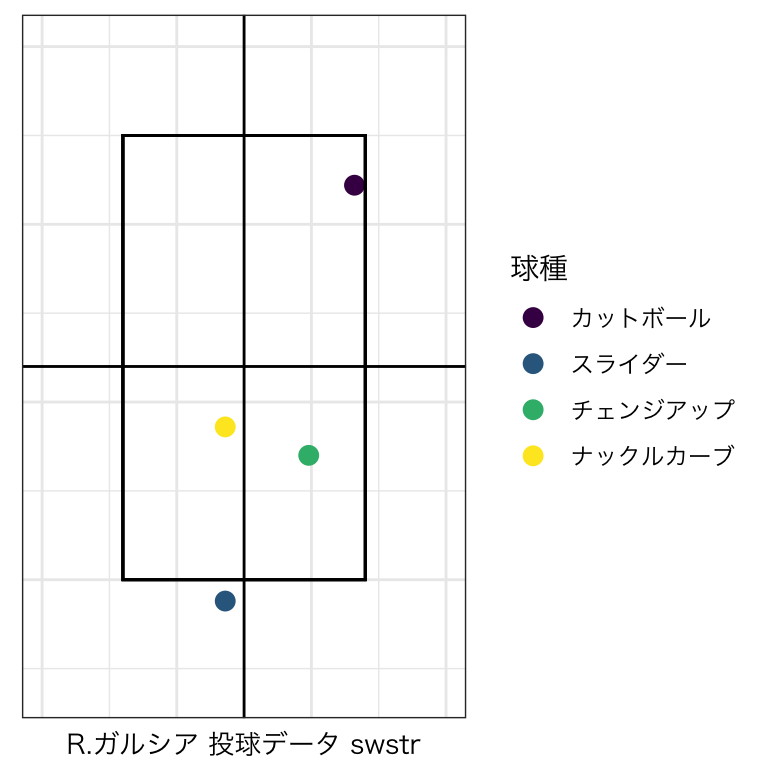 球種
カットボール
スライダー
チェンジアップ
ナックルカーブ
R.ガルシア 投球データ swstr